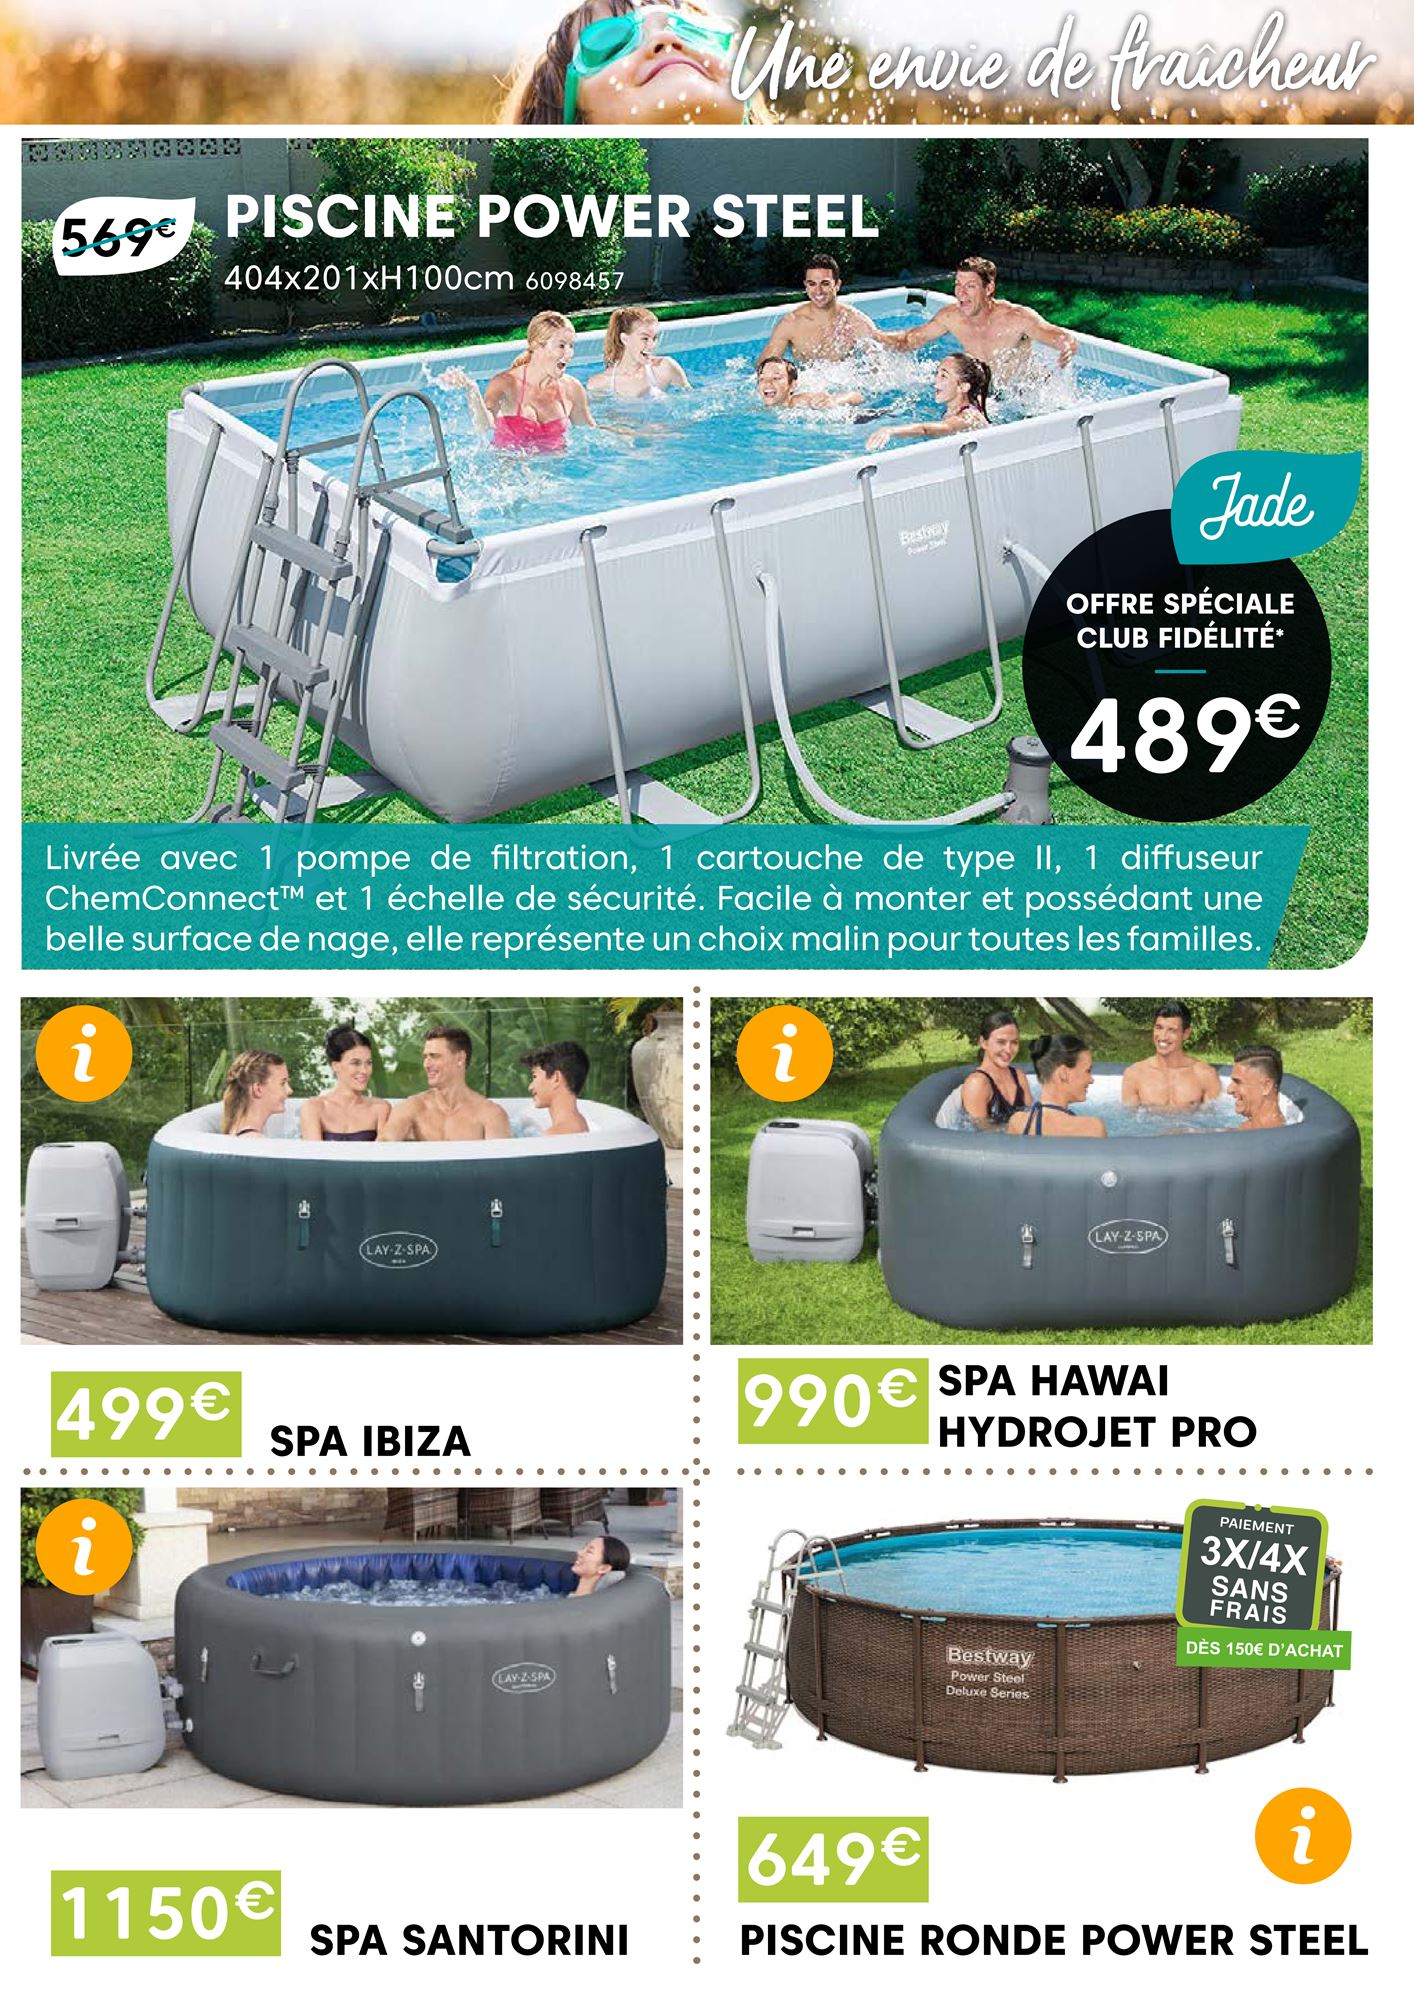 Une envie de fraîcheur
569€
PISCINE POWER STEEL
404x201xH100cm 6098457
Bestway
Power Steel
Jade
OFFRE SPÉCIALE
CLUB FIDÉLITÉ*
489€
Livrée avec 1 pompe de filtration, 1 cartouche de type II, 1 diffuseur
ChemConnect™ et 1 échelle de sécurité. Facile à monter et possédant une
belle surface de nage, elle représente un choix malin pour toutes les familles.
i
LAY-Z-SPA
499€
SPA IBIZA
i
LAY-Z-SPA
990€
SPA HAWAI
HYDROJET PRO
i
LAY-Z-SPA
1150€
SPA SANTORINI
PAIEMENT
3X/4X
SANS
FRAIS
DÈS 150€ D'ACHAT
Bestway
Power Steel
Deluxe Series
i
649€
PISCINE RONDE POWER STEEL